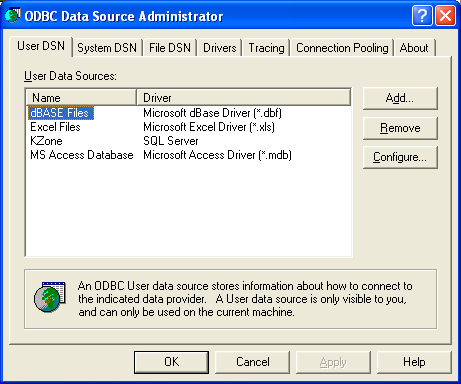 ODBC Data Source Administrator
User DSN System DSN File DSN Drivers Tracing Connection Pooling About
User Data Sources:
Name Driver
dBASE Files Microsoft dBase Driver (*.dbf)
Excel Files Microsoft Excel Driver (*.xls)
KZone SQL Server
MS Access Database Microsoft Access Driver (*.mdb)
Add...
Remove
Configure...
An ODBC User data source stores information about how to connect to
the indicated data provider. A User data source is only visible to you,
and can only be used on the current machine.
OK Cancel Apply Help